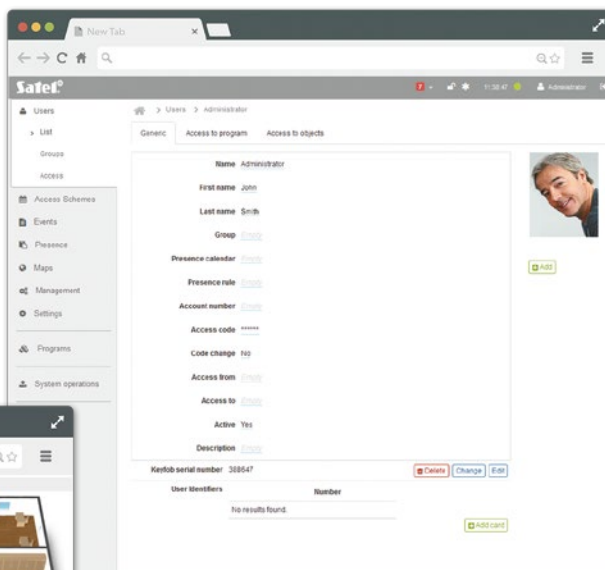 New Tab
Satel
? 11:38:47 Administrator
Users
List
Groups
Access
Access Schemes
Events
Presence
Maps
Management
Settings
Programs
System operations
> Users > Administrator
Generic Access to program Access to objects
Name Administrator
First name John
Last name Smith
Group Empty
Presence calendar Empty
Presence rule Empty
Account number Empty
Access code ******
Code change No
Access from Empty
Access to Empty
Active Yes
Description Empty
Keyfob serial number 388647 Delete Change Edit
User Identifiers Number
No results found.
Add card
Add